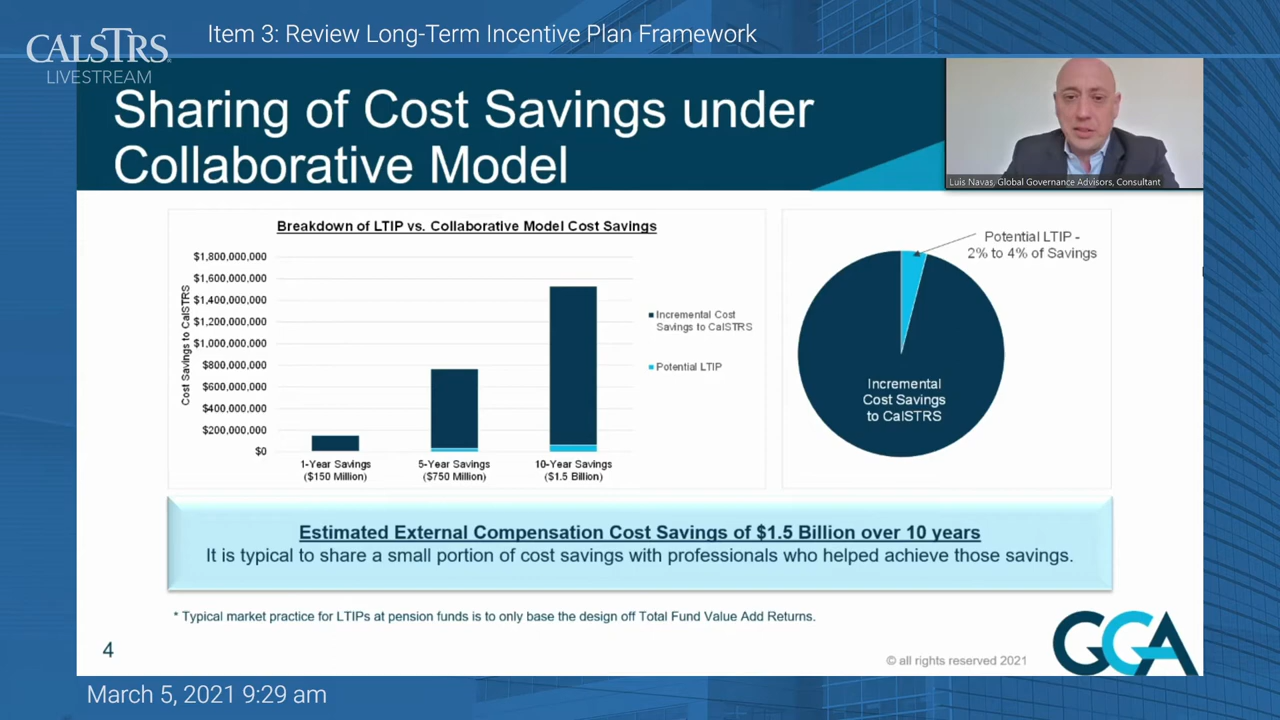 Item 3: Review Long-Term Incentive Plan Framework
CALSTRS®
LIVESTREAM
Sharing of Cost Savings under
Collaborative Model
Luis Navas, Global Governance Advisors, Consultant
Breakdown of LTIP vs. Collaborative Model Cost Savings
Cost Savings to CalSTRS
$1,800,000,000
$1,600,000,000
$1,400,000,000
$1,200,000,000
$1,000,000,000
$800,000,000
$600,000,000
$400,000,000
$200,000,000
$0
1-Year Savings
($150 Million)
5-Year Savings
($750 Million)
10-Year Savings
($1.5 Billion)
Incremental Cost
Savings to CalSTRS
Potential LTIP
Potential LTIP -
2% to 4% of Savings
Incremental
Cost Savings
to CalSTRS
Estimated External Compensation Cost Savings of $1.5 Billion over 10 years
It is typical to share a small portion of cost savings with professionals who helped achieve those savings.
* Typical market practice for LTIPs at pension funds is to only base the design off Total Fund Value Add Returns.
4
© all rights reserved 2021
GGA
March 5, 2021 9:29 am